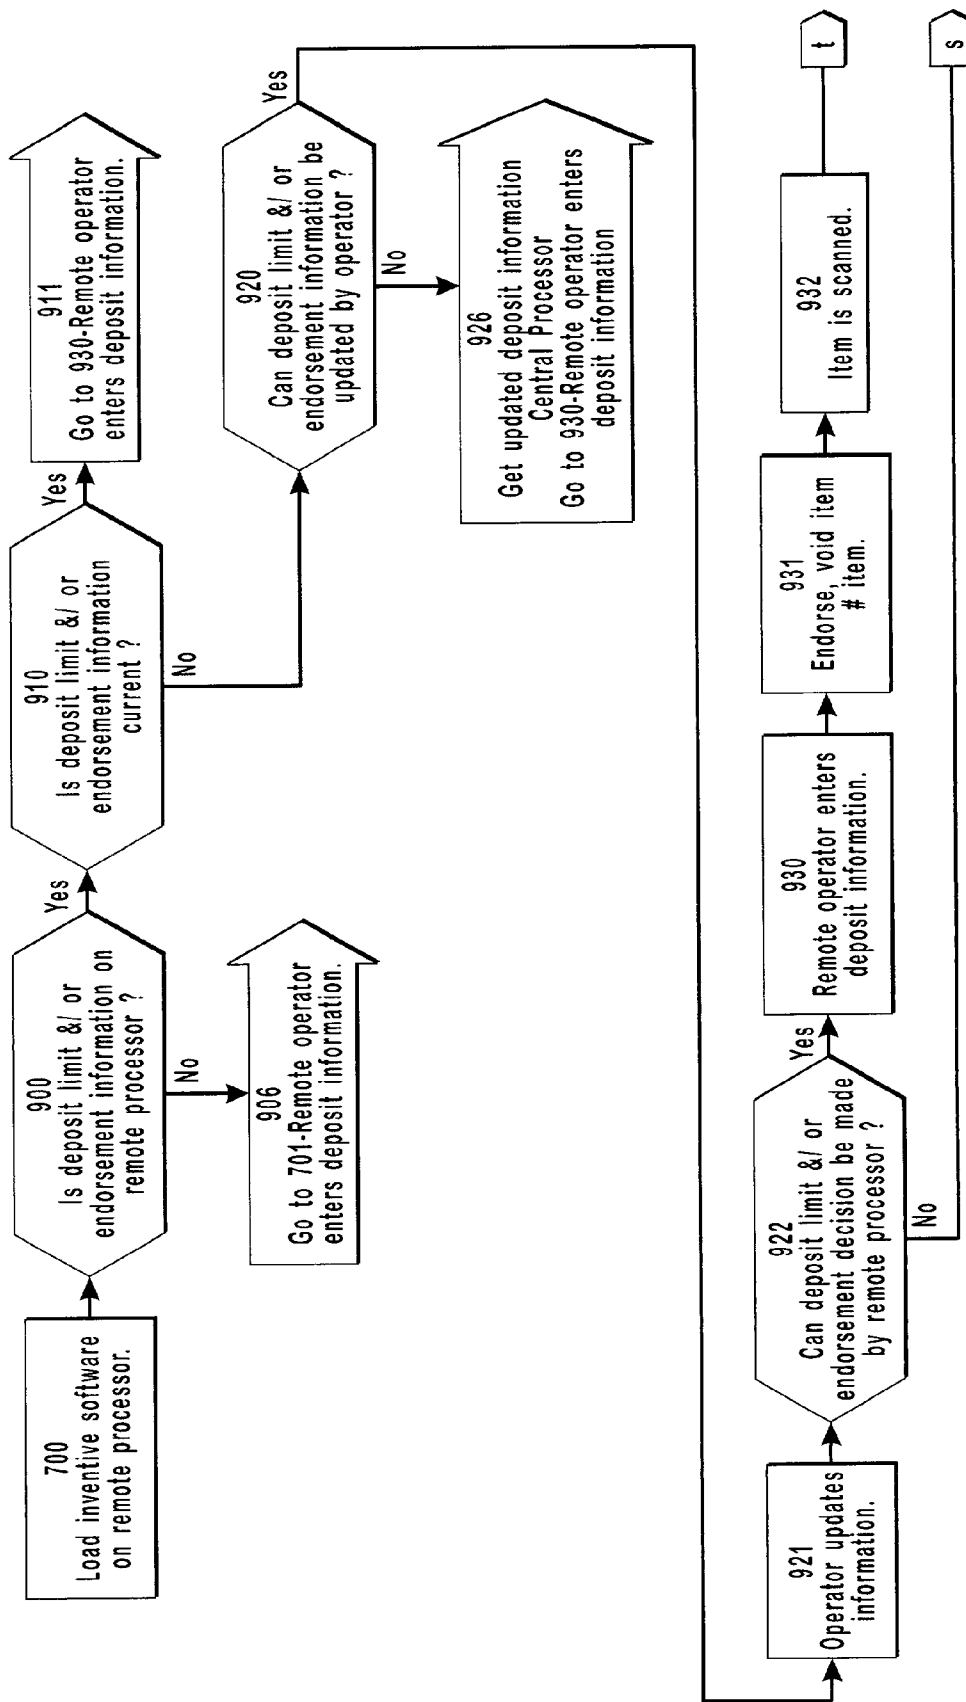 700
Load inventive software
on remote processor.
900
Is deposit limit &/ or
endorsement information on
remote processor ?
Yes
No
906
Go to 701-Remote operator
enters deposit information.
910
Is deposit limit &/ or
endorsement information
current ?
Yes
No
911
Go to 930-Remote operator
enters deposit information.
920
Can deposit limit &/ or
endorsement information be
updated by operator ?
Yes
No
926
Get updated deposit information
Central Processor
Go to 930-Remote operator enters
deposit information
921
Operator updates
information.
922
Can deposit limit &/ or
endorsement decision be made
by remote processor ?
Yes
No
930
Remote operator enters
deposit information.
931
Endorse, void item
# item.
932
Item is scanned.
t
s